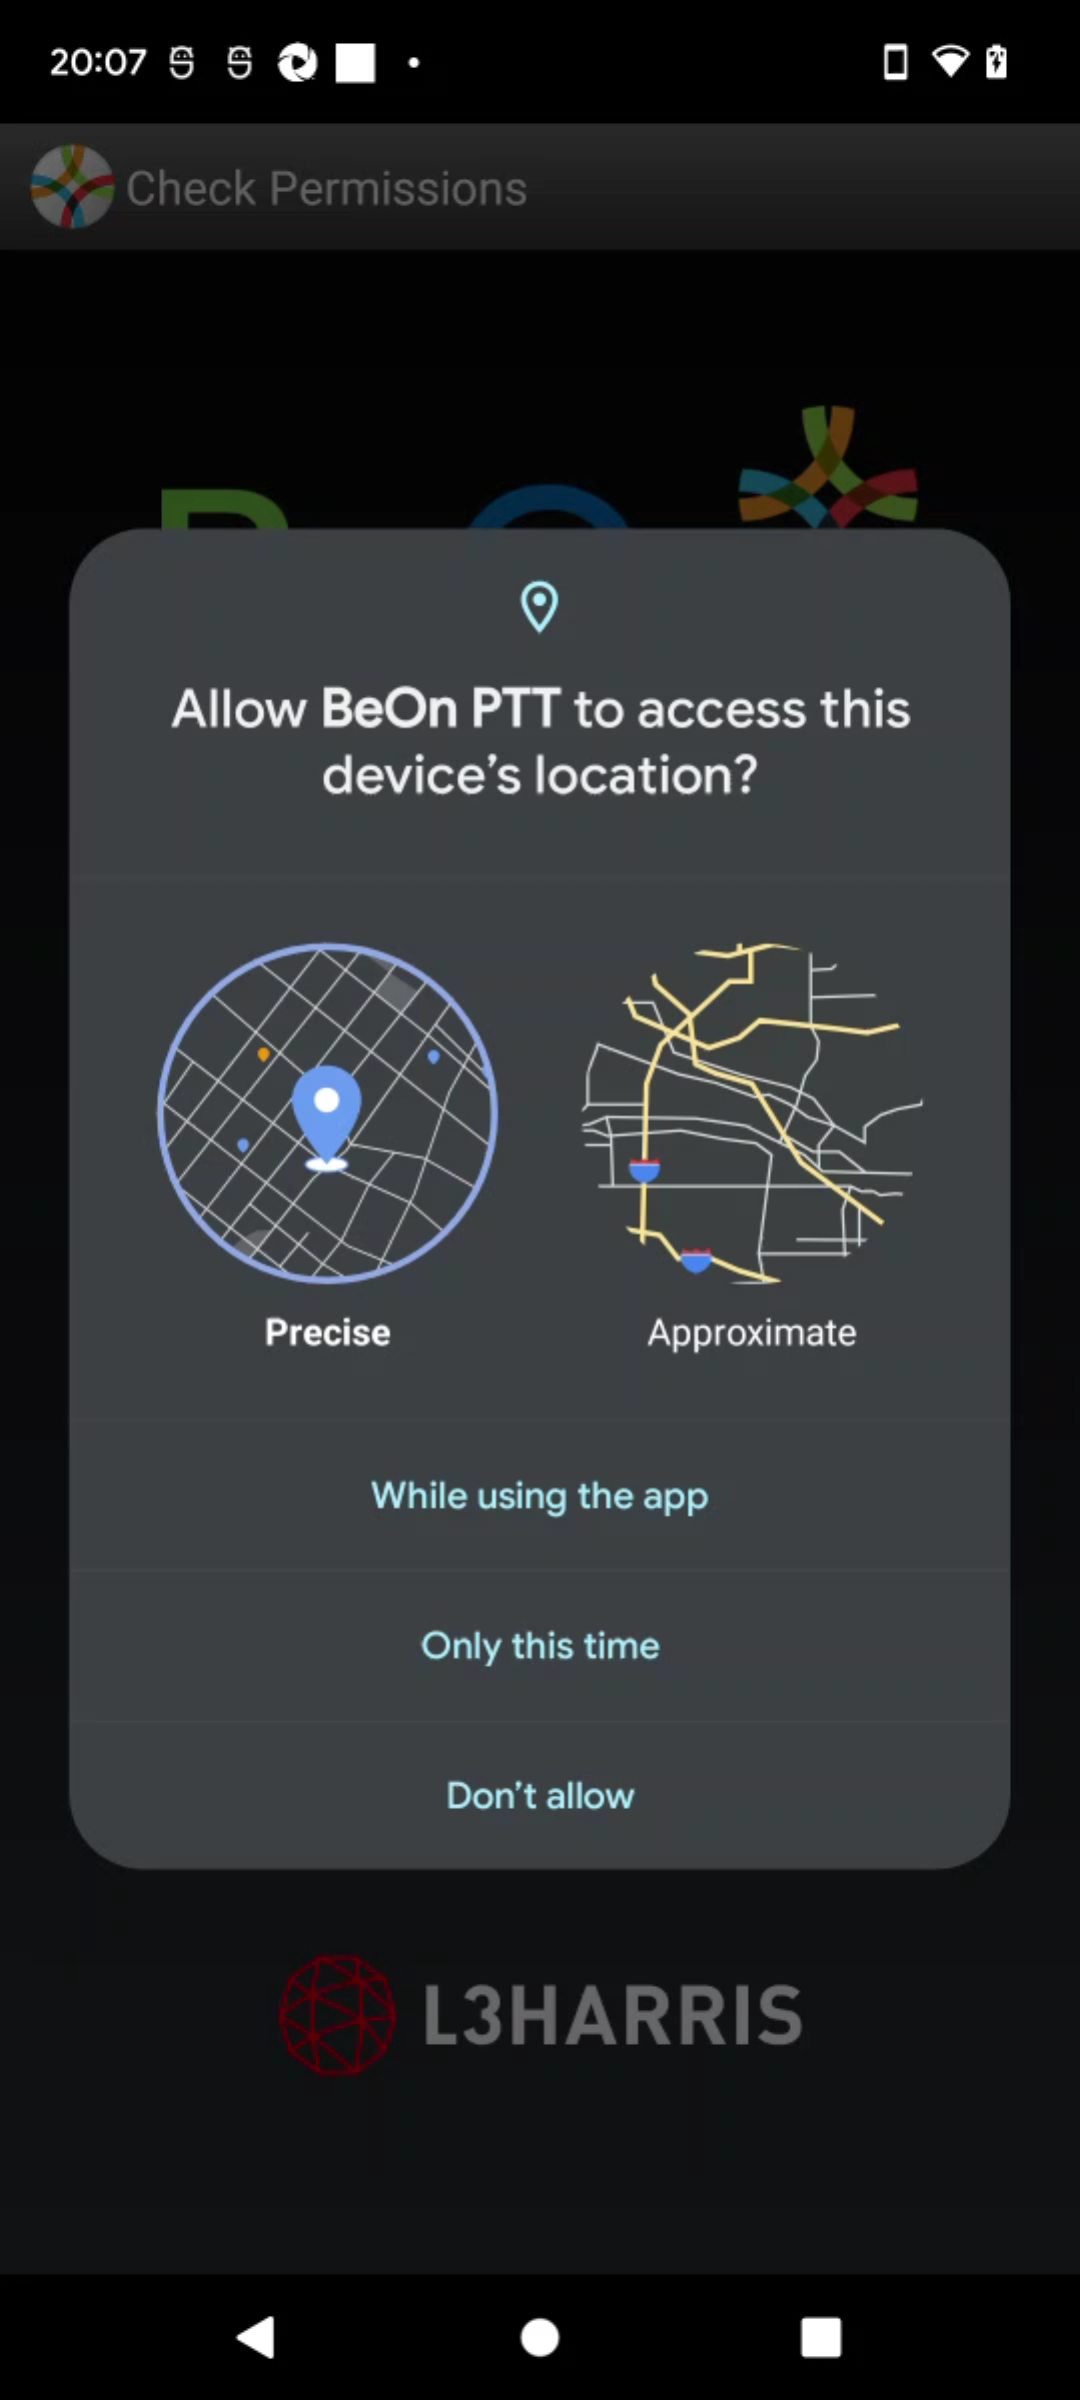 20:07
Check Permissions
Allow BeOn PTT to access this
device’s location?
Precise
Approximate
While using the app
Only this time
Don’t allow
L3HARRIS